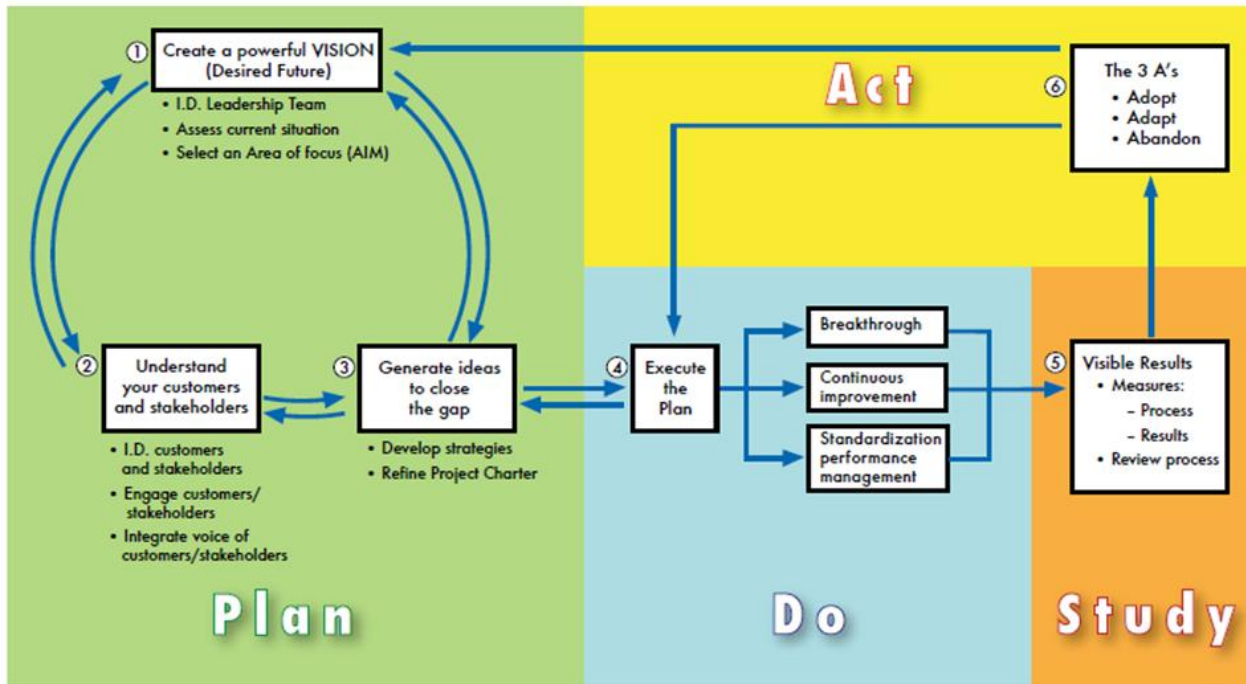 ①
Create a powerful VISION
(Desired Future)
• I.D. Leadership Team
• Assess current situation
• Select an Area of focus (AIM)
②
Understand
your customers
and stakeholders
• I.D. customers
and stakeholders
• Engage customers/
stakeholders
• Integrate voice of
customers/stakeholders
③
Generate ideas
to close
the gap
• Develop strategies
• Refine Project Charter
Plan
④
Execute
the
Plan
Breakthrough
Continuous
improvement
Standardization
performance
management
Do
⑤
Visible Results
• Measures:
– Process
– Results
• Review process
Study
⑥
The 3 A's
• Adopt
• Adapt
• Abandon
Act